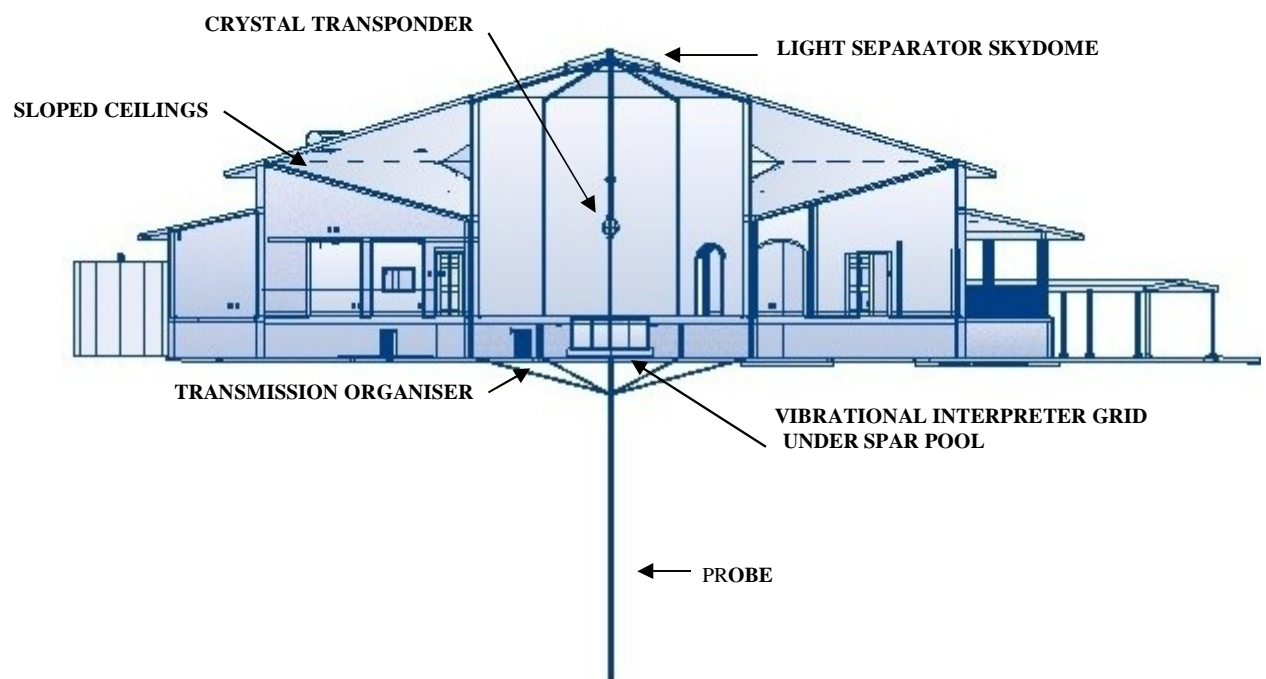 CRYSTAL TRANSPONDER
LIGHT SEPARATOR SKYDOME
SLOPED CEILINGS
TRANSMISSION ORGANISER
VIBRATIONAL INTERPRETER GRID
UNDER SPAR POOL
PROBE